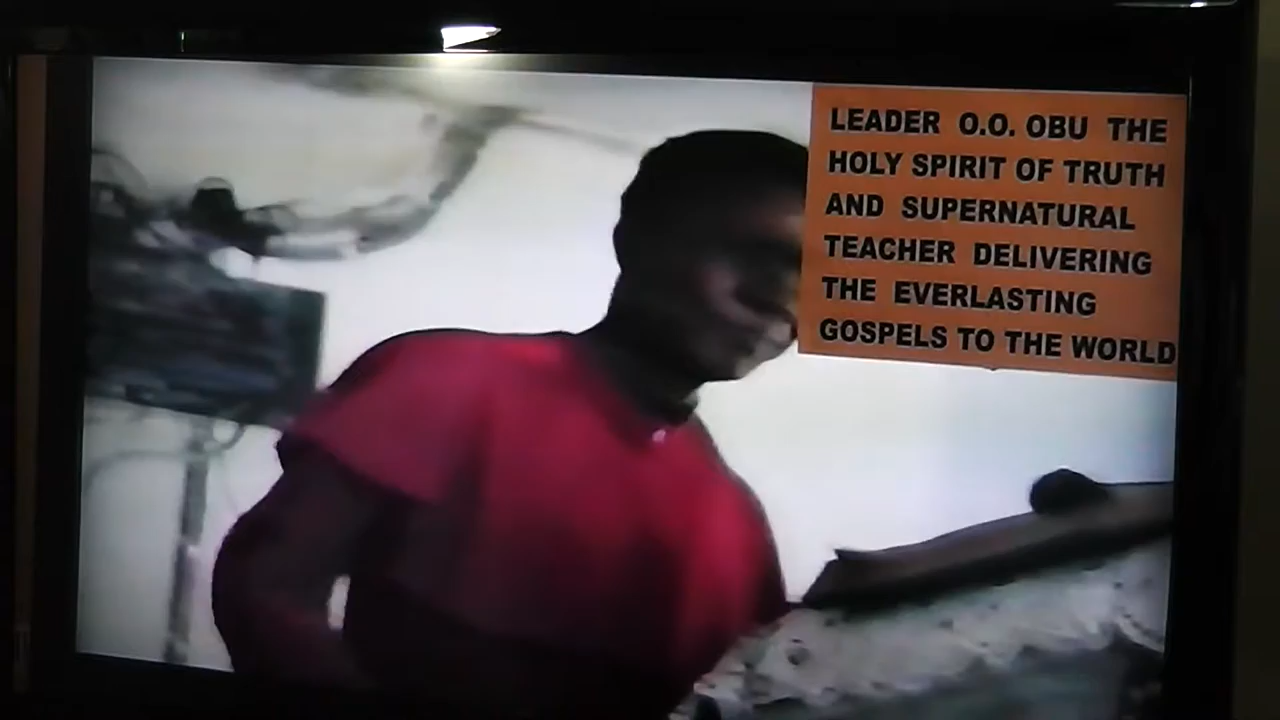 LEADER O.O. OBU THE
HOLY SPIRIT OF TRUTH
AND SUPERNATURAL
TEACHER DELIVERING
THE EVERLASTING
GOSPELS TO THE WORLD